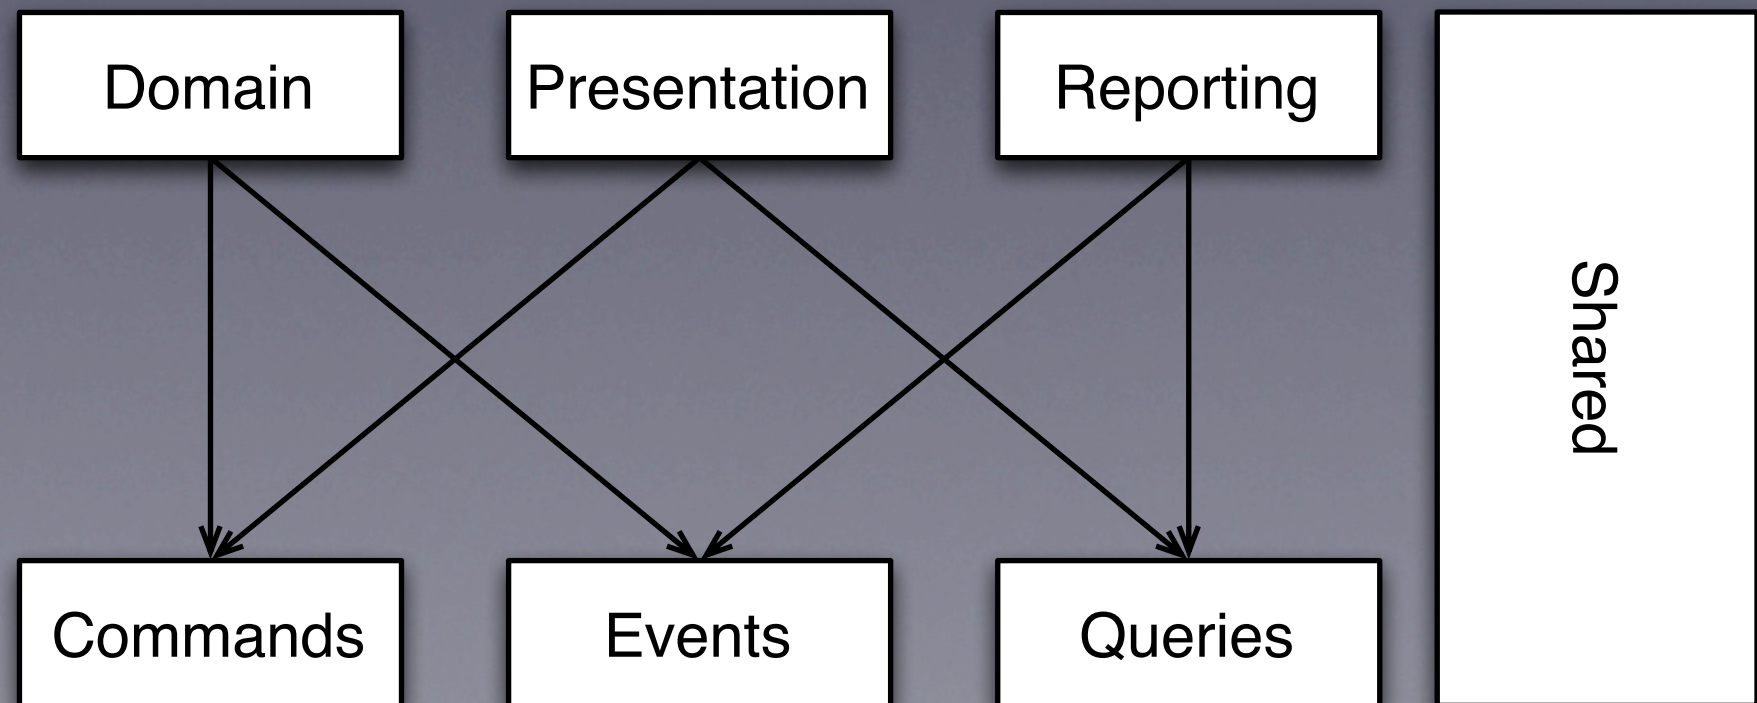 Domain
Presentation
Reporting
Shared
Commands
Events
Queries